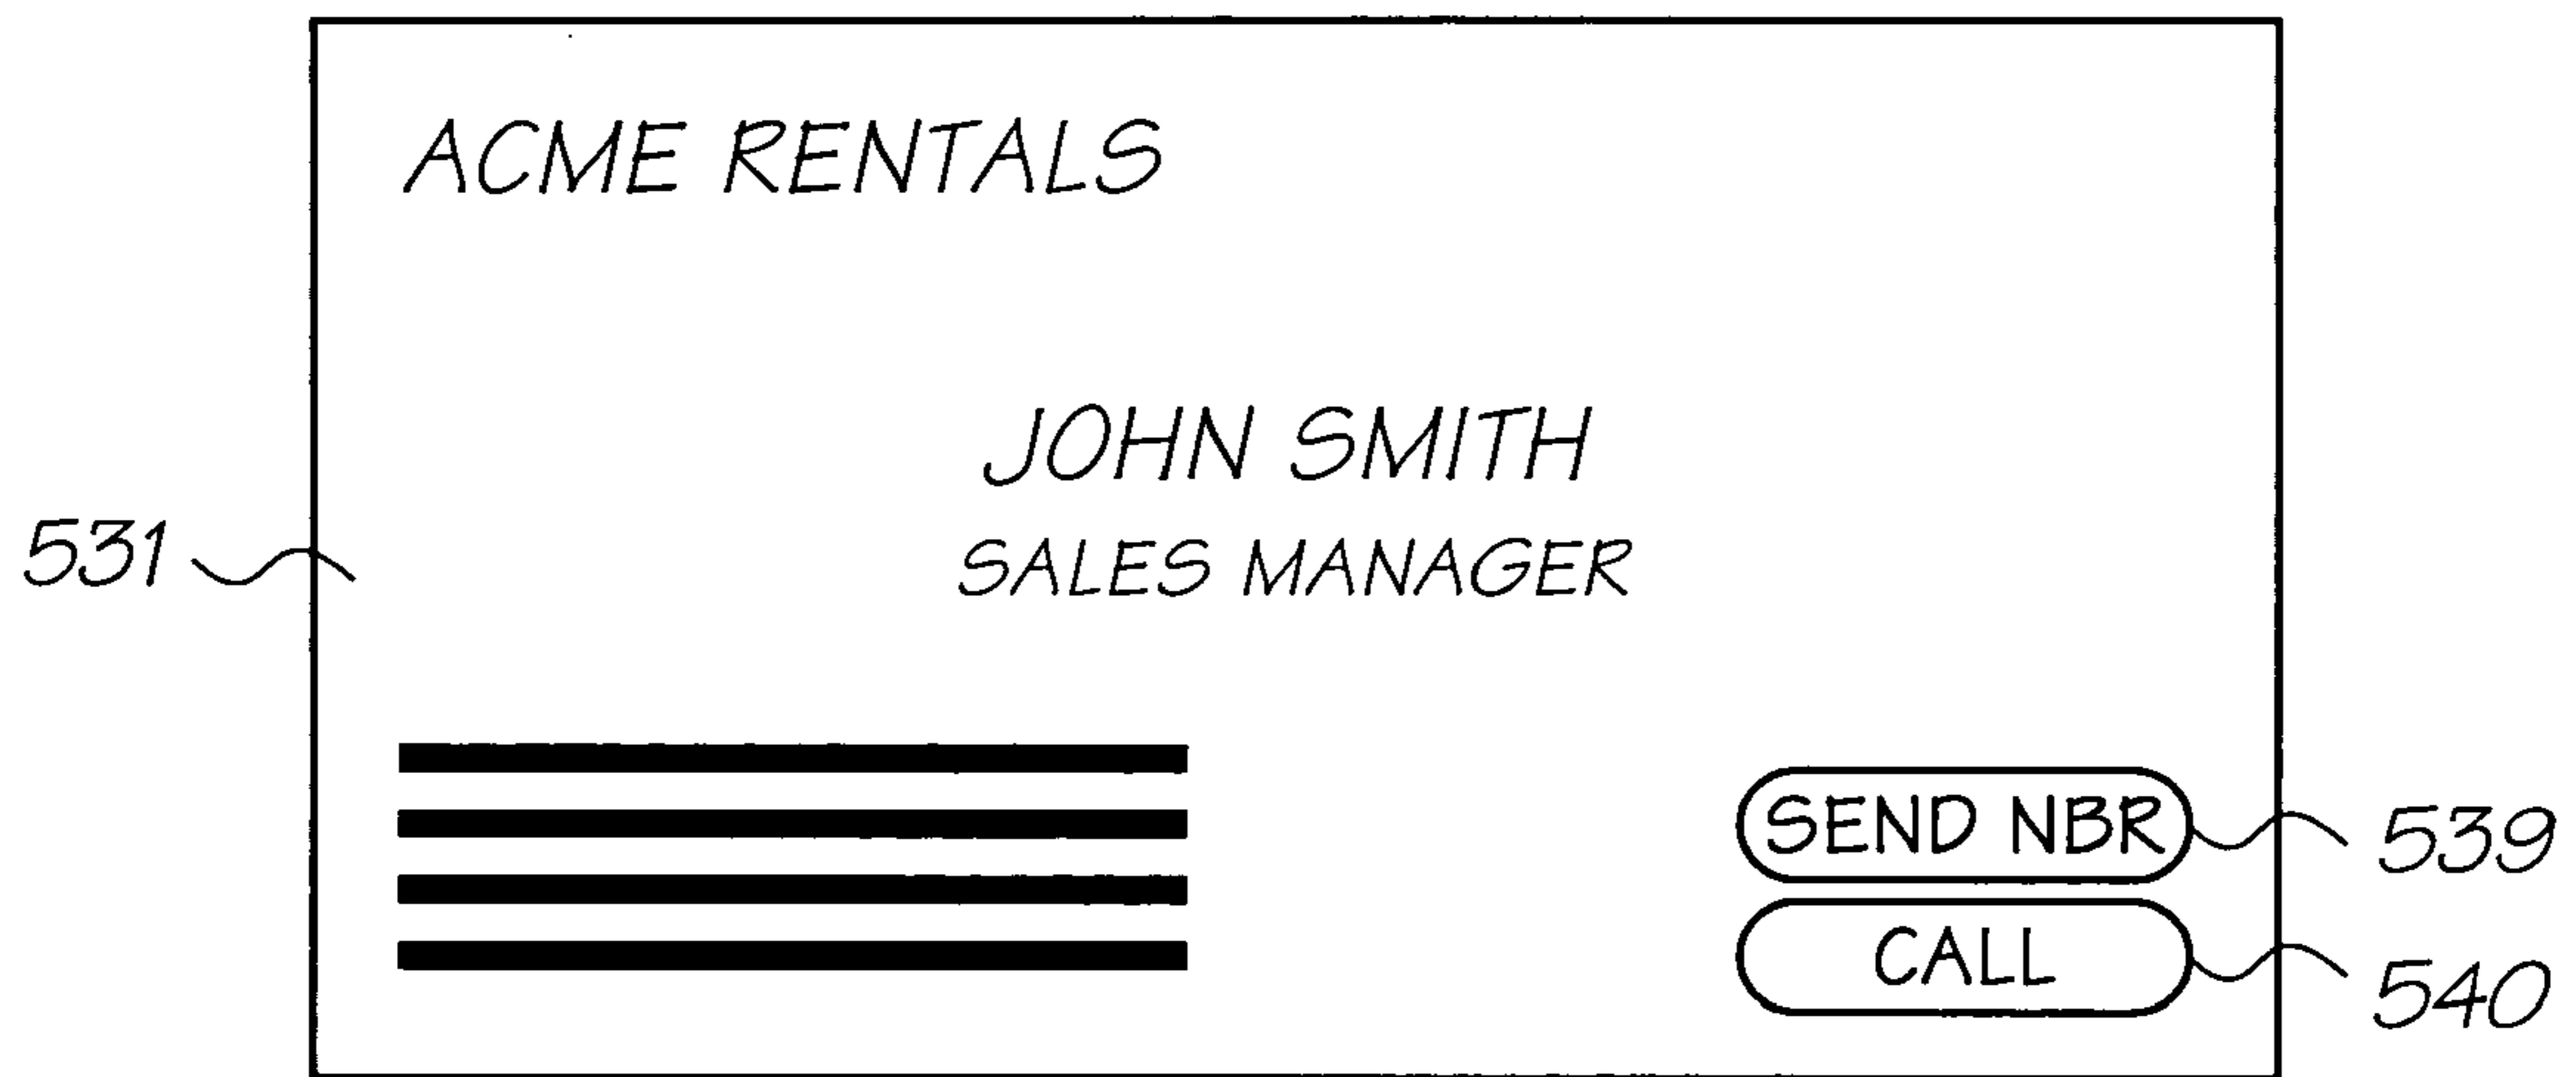 ACME RENTALS
JOHN SMITH
531
SALES MANAGER
SEND NBR
539
CALL
540